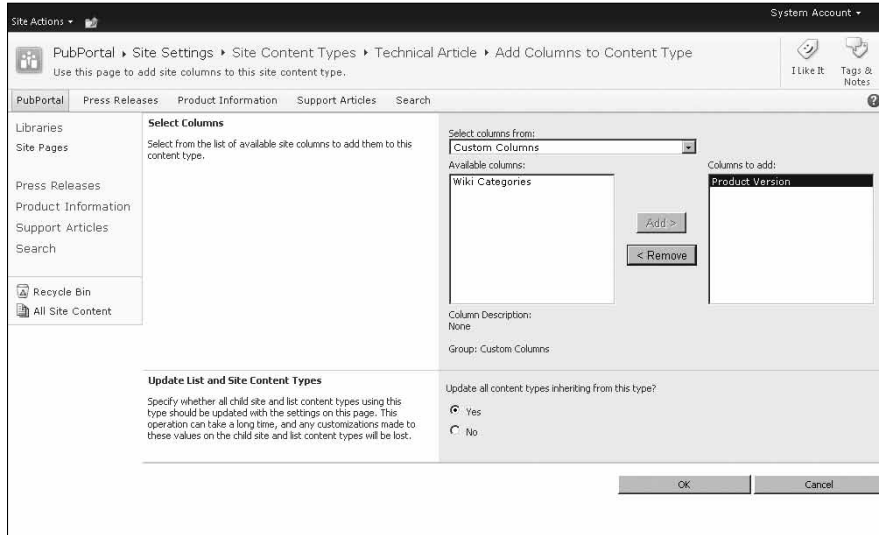 System Account
Site Actions
PubPortal ▸ Site Settings ▸ Site Content Types ▸ Technical Article ▸ Add Columns to Content Type
Use this page to add site columns to this site content type.
I Like It
Tags &
Notes
PubPortal Press Releases Product Information Support Articles Search
Libraries
Site Pages
Press Releases
Product Information
Support Articles
Search
Recycle Bin
All Site Content
Select Columns
Select from the list of available site columns to add them to this
content type.
Select columns from:
Custom Columns
Available columns:
Wiki Categories
Add >
< Remove
Columns to add:
Product Version
Column Description:
None
Group: Custom Columns
Update List and Site Content Types
Specify whether all child site and list content types using this
type should be updated with the settings on this page. This
operation can take a long time, and any customizations made to
these values on the child site and list content types will be lost.
Update all content types inheriting from this type?
Yes
No
OK
Cancel